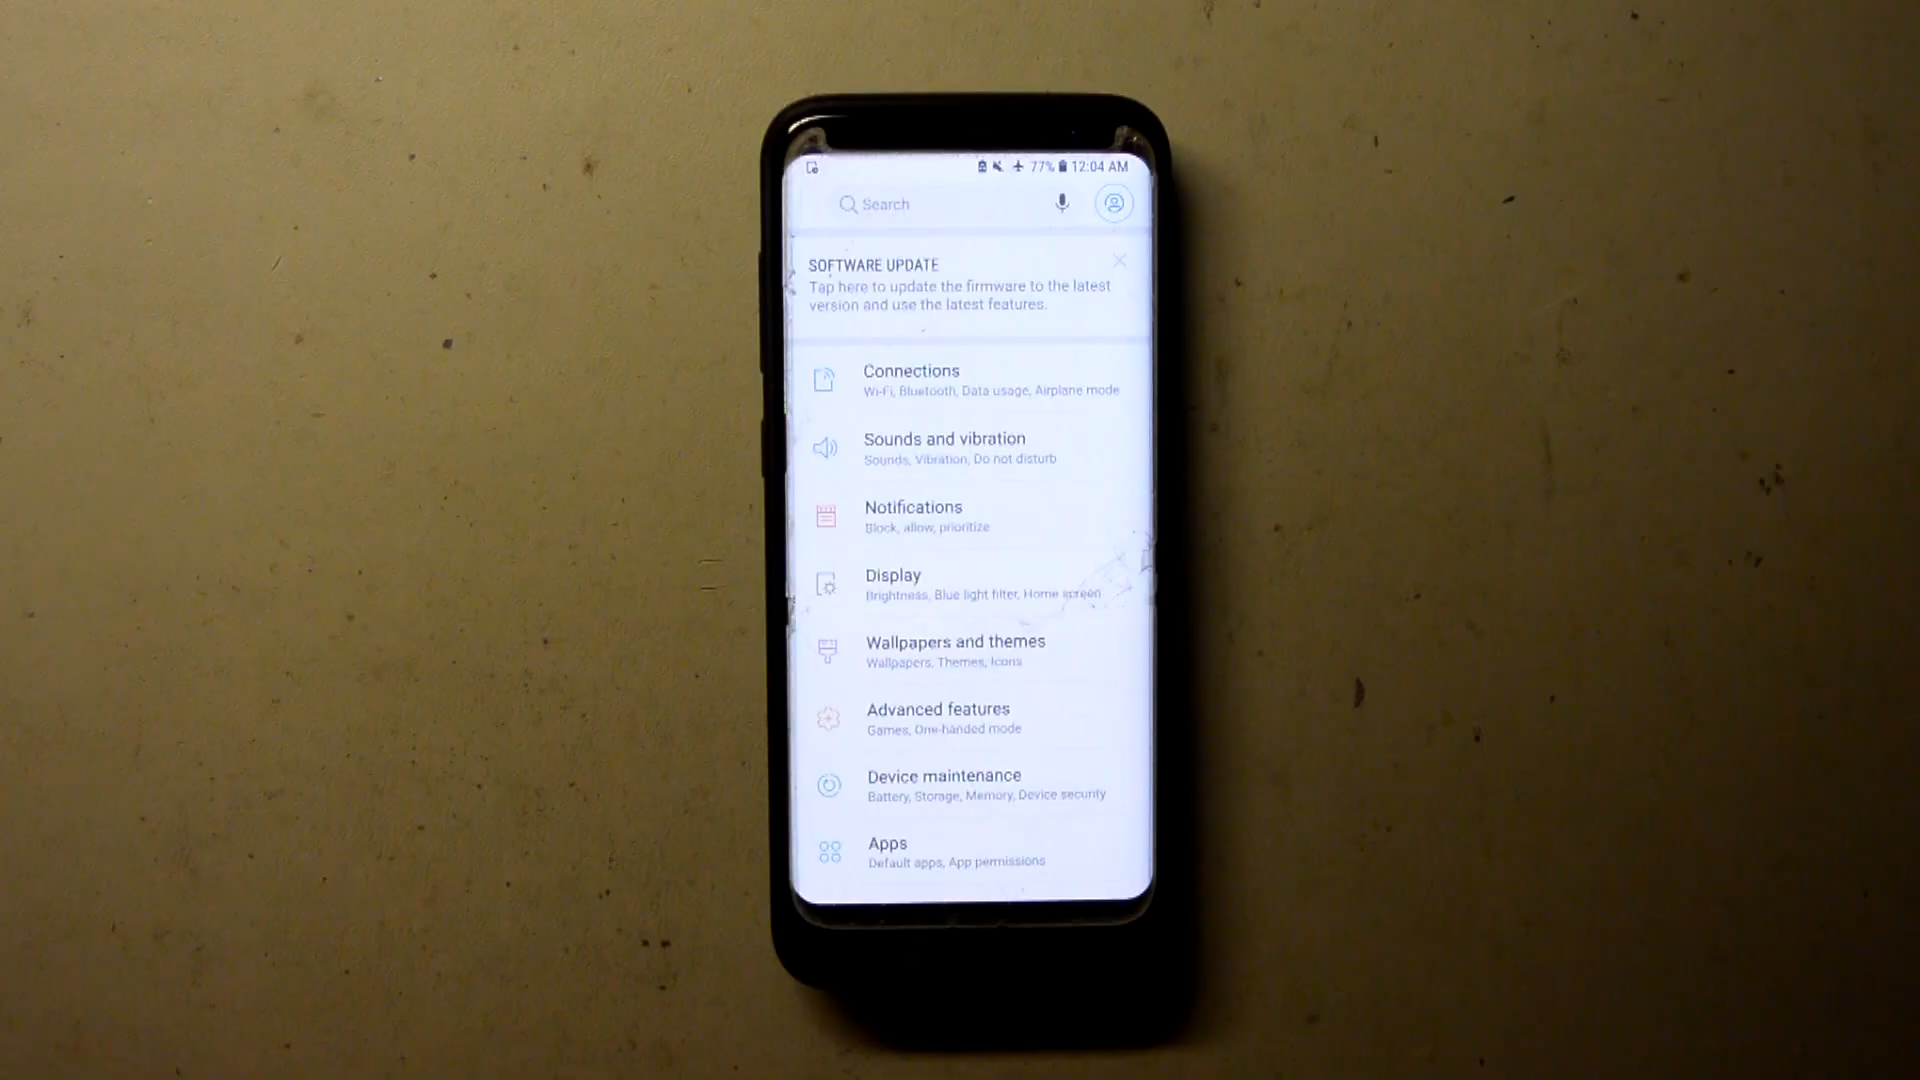 77% 12:04 AM
Search
SOFTWARE UPDATE
Tap here to update the firmware to the latest
version and use the latest features.
Connections
Wi-Fi, Bluetooth, Data usage, Airplane mode
Sounds and vibration
Sounds, Vibration, Do not disturb
Notifications
Block, allow, prioritize
Display
Brightness, Blue light filter, Home screen
Wallpapers and themes
Wallpapers, Themes, Icons
Advanced features
Games, One-handed mode
Device maintenance
Battery, Storage, Memory, Device security
Apps
Default apps, App permissions